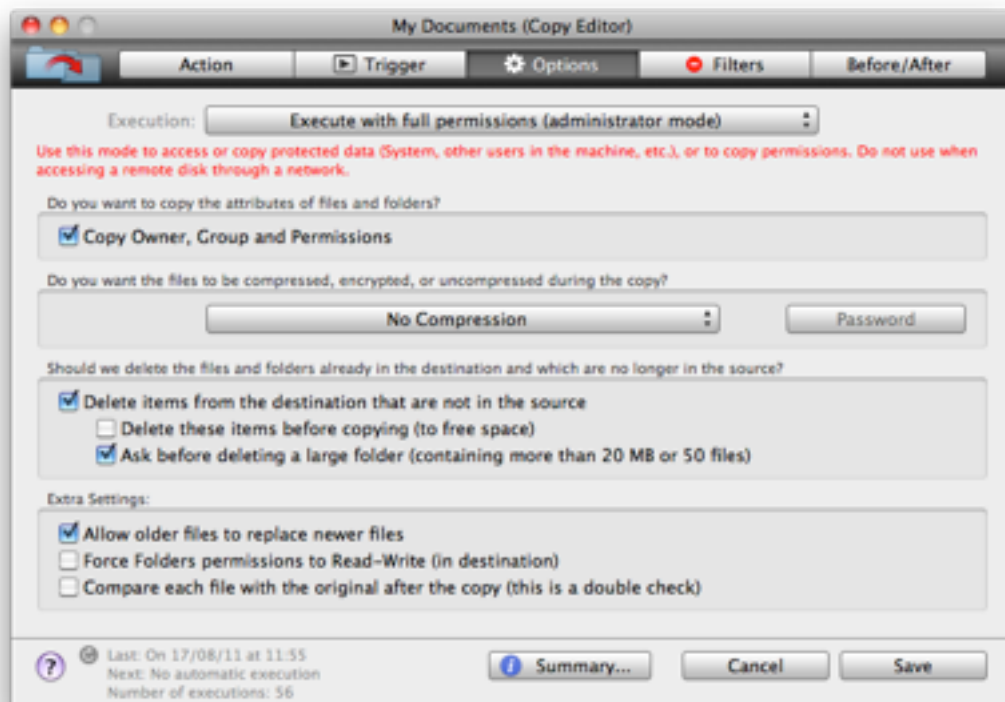 My Documents (Copy Editor)
Action Trigger Options Filters Before/After
Execution: Execute with full permissions (administrator mode)
Use this mode to access or copy protected data (System, other users in the machine, etc.), or to copy permissions. Do not use when
accessing a remote disk through a network.
Do you want to copy the attributes of files and folders?
Copy Owner, Group and Permissions
Do you want the files to be compressed, encrypted, or uncompressed during the copy?
No Compression Password
Should we delete the files and folders already in the destination and which are no longer in the source?
Delete items from the destination that are not in the source
Delete these items before copying (to free space)
Ask before deleting a large folder (containing more than 20 MB or 50 files)
Extra Settings:
Allow older files to replace newer files
Force Folders permissions to Read-Write (in destination)
Compare each file with the original after the copy (this is a double check)
? Last: On 17/08/11 at 11:55
Next: No automatic execution
Number of executions: 56
i Summary... Cancel Save